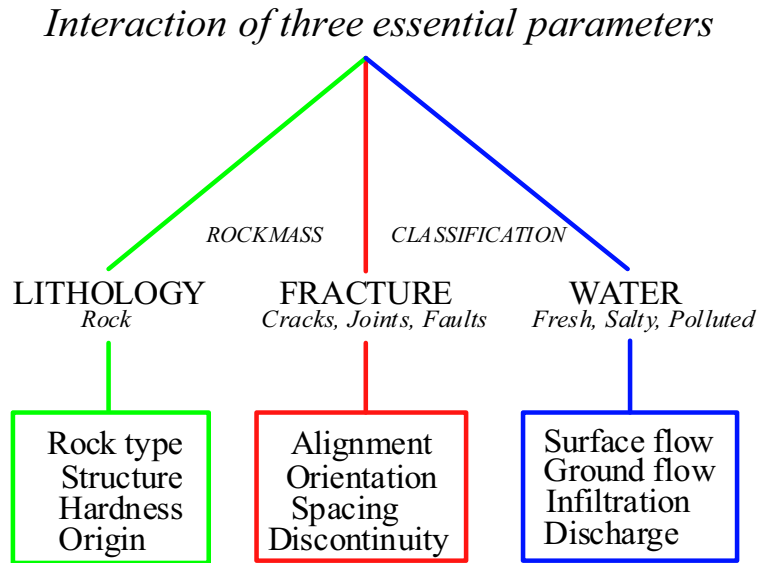 Interaction of three essential parameters
ROCKMASS CLASSIFICATION
LITHOLOGY
Rock
FRACTURE
Cracks, Joints, Faults
WATER
Fresh, Salty, Polluted
Rock type
Structure
Hardness
Origin
Alignment
Orientation
Spacing
Discontinuity
Surface flow
Ground flow
Infiltration
Discharge